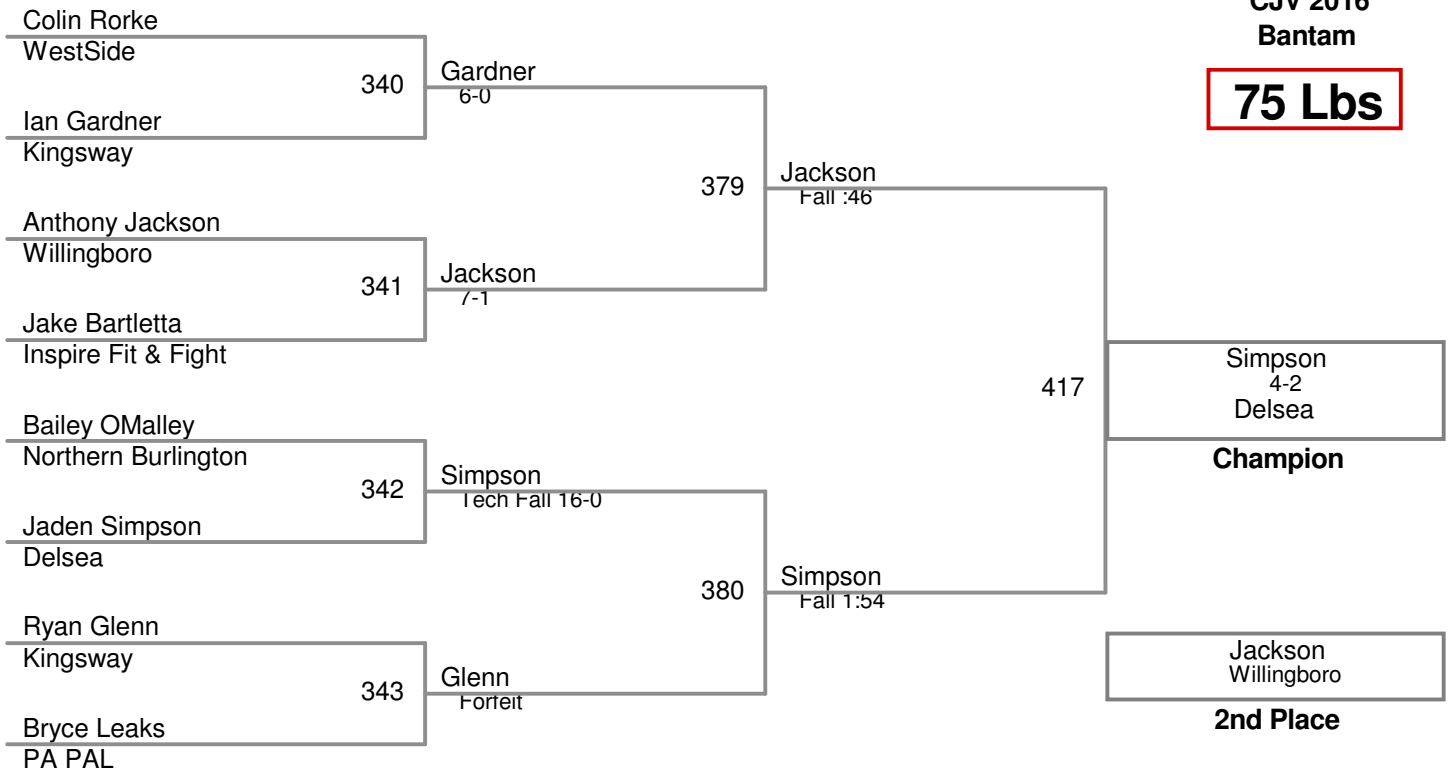 CJV 2016
Bantam
75 Lbs
Colin Rorke
WestSide
340
Ian Gardner
Kingsway
Gardner
6-0
Anthony Jackson
Willingboro
341
Jake Bartletta
Inspire Fit & Fight
Jackson
7-1
379
Jackson
Fall :46
Bailey OMalley
Northern Burlington
342
Jaden Simpson
Delsea
Simpson
Tech Fall 16-0
Ryan Glenn
Kingsway
343
Bryce Leaks
PA PAL
Glenn
Forfeit
380
Simpson
Fall 1:54
417
Simpson
4-2
Delsea
Champion
Jackson
Willingboro
2nd Place